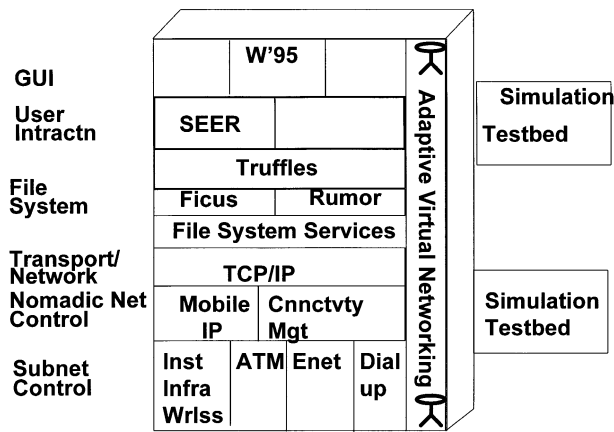 W'95
GUI
User
Intractn
SEER
Truffles
File
System
Ficus
Rumor
File System Services
Transport/
Network
TCP/IP
Nomadic Net
Control
Mobile
IP
Cnnctvty
Mgt
Subnet
Control
Inst
Infra
Wrlss
ATM
Enet
Dial
up
Adaptive Virtual Networking
Simulation
Testbed
Simulation
Testbed